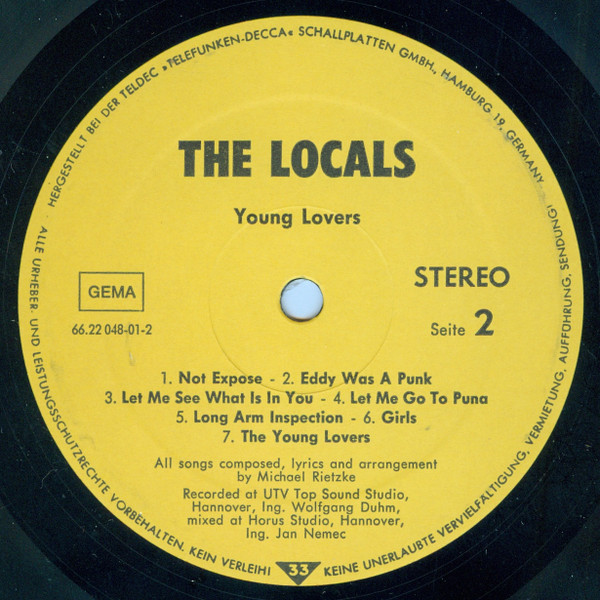 HERGESTELLT BEI DER TELDEC »TELEFUNKEN-DECCA« SCHALLPLATTEN GMBH., HAMBURG 19, GERMANY
THE LOCALS
Young Lovers
GEMA
66.22 048-01-2
STEREO
Seite 2
1. Not Expose - 2. Eddy Was A Punk
3. Let Me See What Is In You - 4. Let Me Go To Puna
5. Long Arm Inspection - 6. Girls
7. The Young Lovers
All songs composed, lyrics and arrangement
by Michael Rietzke
Recorded at UTV Top Sound Studio,
Hannover, Ing. Wolfgang Duhm,
mixed at Horus Studio, Hannover,
Ing. Jan Nemec
33
ALLE URHEBER- UND LEISTUNGSSCHUTZRECHTE VORBEHALTEN. KEIN VERLEIH! KEINE UNERLAUBTE VERVIELFÄLTIGUNG, VERMIETUNG, AUFFÜHRUNG, SENDUNG!